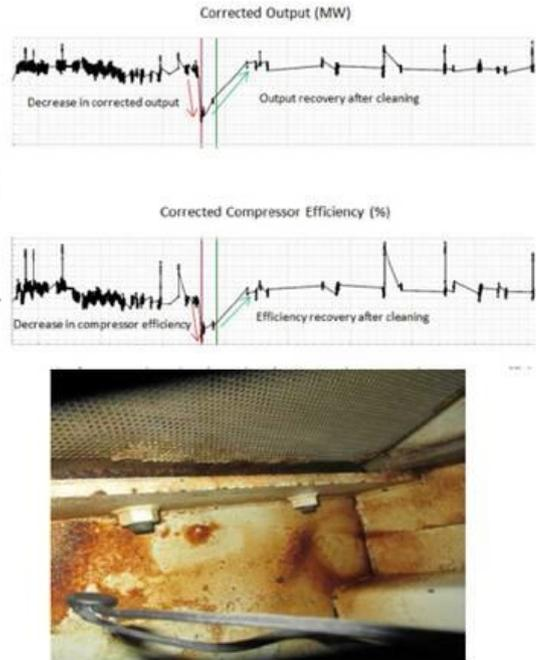 Corrected Output (MW)
Decrease in corrected output
Output recovery after cleaning
Corrected Compressor Efficiency (%)
Decrease in compressor efficiency
Efficiency recovery after cleaning